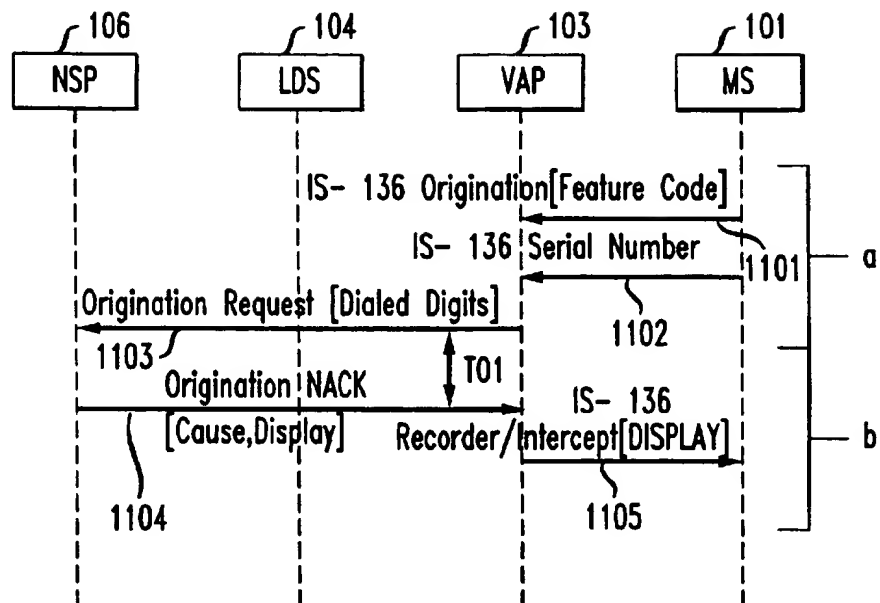 106 104 103 101
NSP LDS VAP MS
IS- 136 Origination[Feature Code]
1101
IS- 136 Serial Number
a
1102
Origination Request [Dialed Digits]
1103
T01
Origination NACK
[Cause,Display]
IS- 136
Recorder/Intercept[DISPLAY]
b
1104
1105